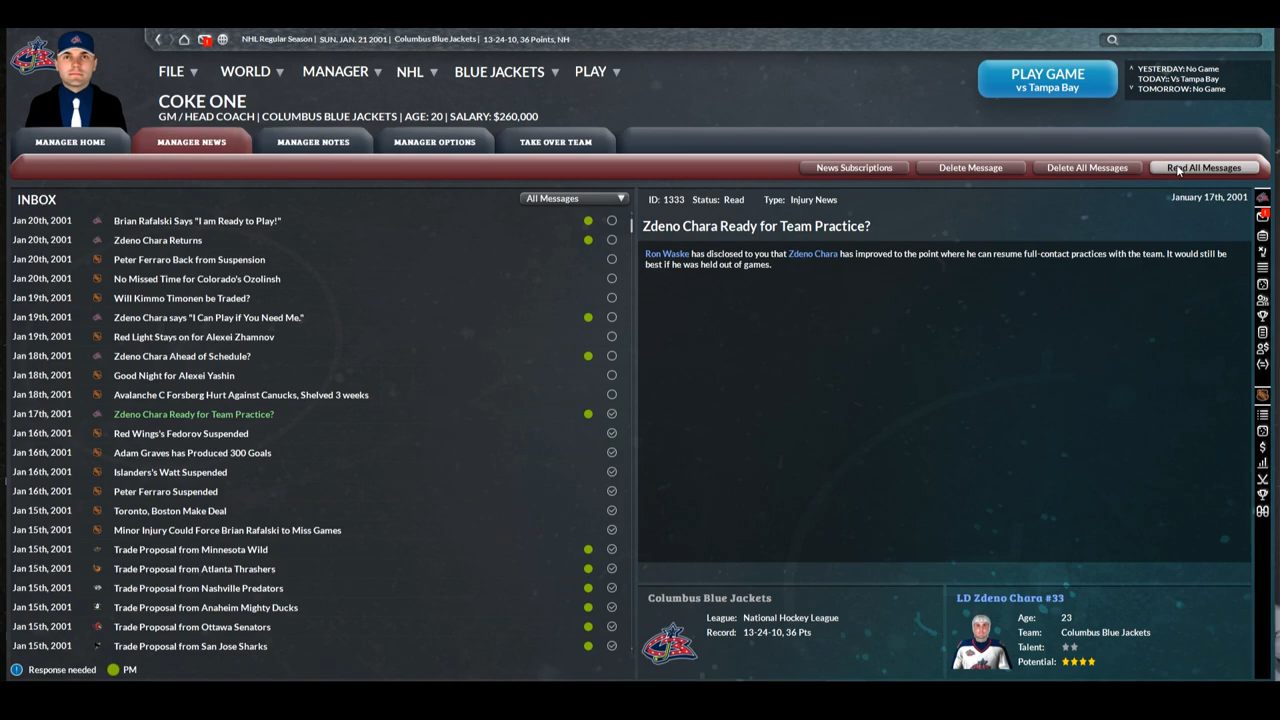 NHL Regular Season | SUN. JAN. 21 2001 | Columbus Blue Jackets | 13-24-10, 36 Points, NH
FILE WORLD MANAGER NHL BLUE JACKETS PLAY
PLAY GAME
vs Tampa Bay
YESTERDAY: No Game
TODAY:: Vs Tampa Bay
TOMORROW: No Game
COKE ONE
GM / HEAD COACH | COLUMBUS BLUE JACKETS | AGE: 20 | SALARY: $260,000
MANAGER HOME MANAGER NEWS MANAGER NOTES MANAGER OPTIONS TAKE OVER TEAM
News Subscriptions Delete Message Delete All Messages Read All Messages
INBOX All Messages
Jan 20th, 2001 Brian Rafalski Says "I am Ready to Play!"
Jan 20th, 2001 Zdeno Chara Returns
Jan 20th, 2001 Peter Ferraro Back from Suspension
Jan 20th, 2001 No Missed Time for Colorado's Ozolinsh
Jan 19th, 2001 Will Kimmo Timonen be Traded?
Jan 19th, 2001 Zdeno Chara says "I Can Play if You Need Me."
Jan 19th, 2001 Red Light Stays on for Alexei Zhamnov
Jan 18th, 2001 Zdeno Chara Ahead of Schedule?
Jan 18th, 2001 Good Night for Alexei Yashin
Jan 18th, 2001 Avalanche C Forsberg Hurt Against Canucks, Shelved 3 weeks
Jan 17th, 2001 Zdeno Chara Ready for Team Practice?
Jan 16th, 2001 Red Wings's Fedorov Suspended
Jan 16th, 2001 Adam Graves has Produced 300 Goals
Jan 16th, 2001 Islanders's Watt Suspended
Jan 16th, 2001 Peter Ferraro Suspended
Jan 15th, 2001 Toronto, Boston Make Deal
Jan 15th, 2001 Minor Injury Could Force Brian Rafalski to Miss Games
Jan 15th, 2001 Trade Proposal from Minnesota Wild
Jan 15th, 2001 Trade Proposal from Atlanta Thrashers
Jan 15th, 2001 Trade Proposal from Nashville Predators
Jan 15th, 2001 Trade Proposal from Anaheim Mighty Ducks
Jan 15th, 2001 Trade Proposal from Ottawa Senators
Jan 15th, 2001 Trade Proposal from San Jose Sharks
Response needed PM
ID: 1333 Status: Read Type: Injury News January 17th, 2001
Zdeno Chara Ready for Team Practice?
Ron Waske has disclosed to you that Zdeno Chara has improved to the point where he can resume full-contact practices with the team. It would still be
best if he was held out of games.
Columbus Blue Jackets
League: National Hockey League
Record: 13-24-10, 36 Pts
LD Zdeno Chara #33
Age: 23
Team: Columbus Blue Jackets
Talent:
Potential: